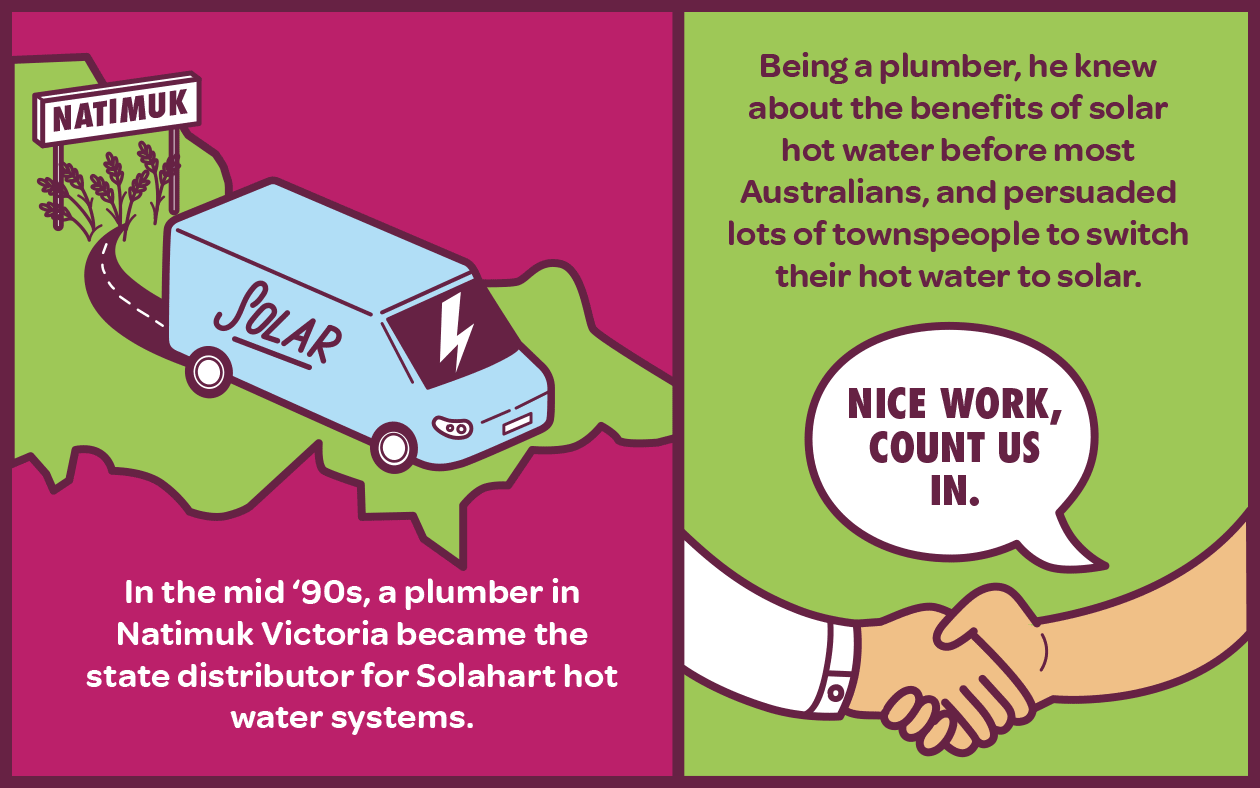 NATIMUK
SOLAR
In the mid ‘90s, a plumber in
Natimuk Victoria became the
state distributor for Solahart hot
water systems.
Being a plumber, he knew
about the benefits of solar
hot water before most
Australians, and persuaded
lots of townspeople to switch
their hot water to solar.
NICE WORK,
COUNT US
IN.